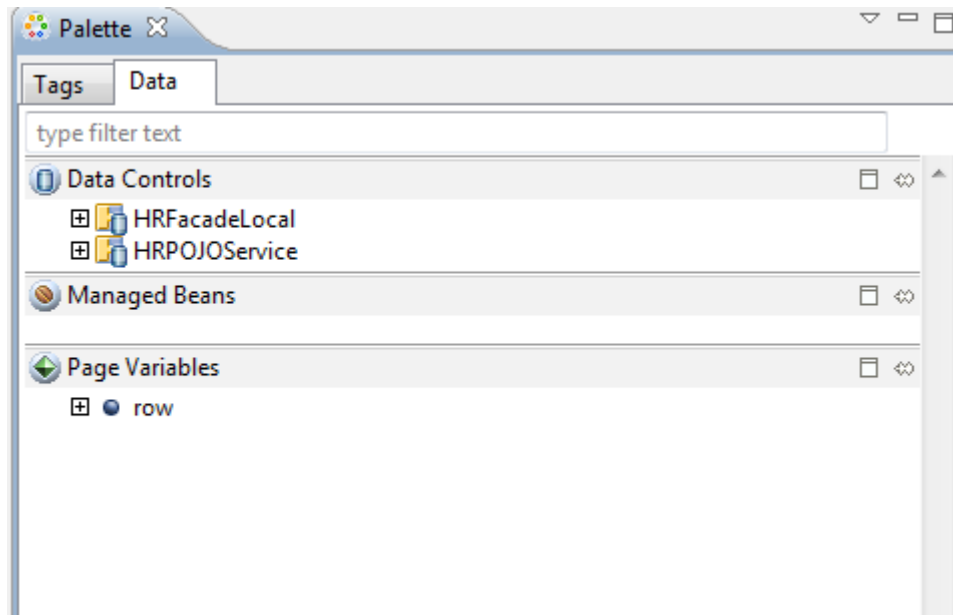 Palette
Tags Data
type filter text
Data Controls
HRFacadeLocal
HRPOJOService
Managed Beans
Page Variables
row